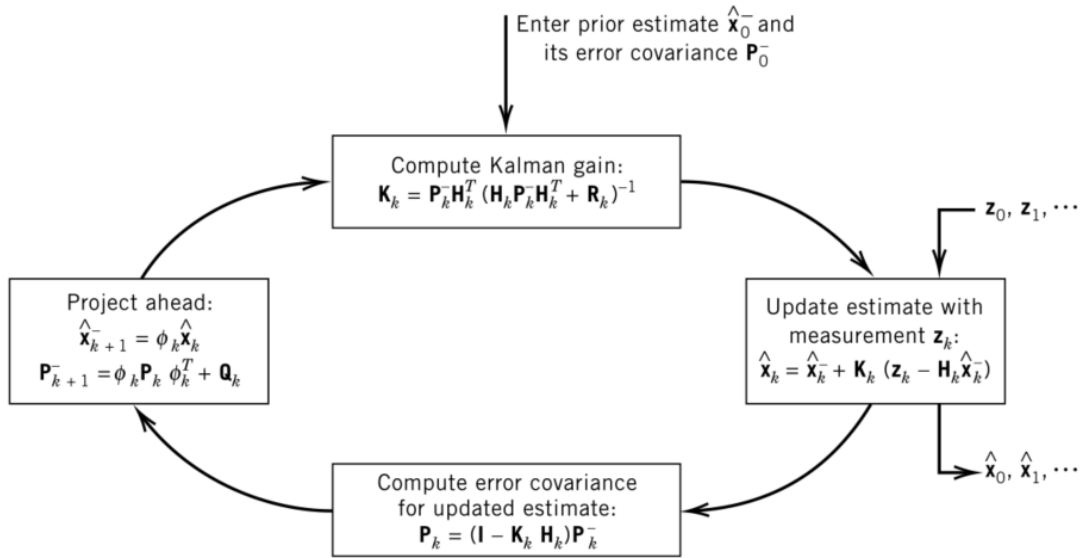 Enter prior estimate x̂₀⁻ and
its error covariance P₀⁻
Compute Kalman gain:
Kₖ = Pₖ⁻Hₖᵀ (HₖPₖ⁻Hₖᵀ + Rₖ)⁻¹
z₀, z₁, ⋯
Update estimate with
measurement zₖ:
x̂ₖ = x̂ₖ⁻ + Kₖ (zₖ − Hₖx̂ₖ⁻)
x̂₀, x̂₁, ⋯
Compute error covariance
for updated estimate:
Pₖ = (I − Kₖ Hₖ)Pₖ⁻
Project ahead:
x̂ₖ₊₁⁻ = ϕₖx̂ₖ
Pₖ₊₁⁻ = ϕₖPₖ ϕₖᵀ + Qₖ